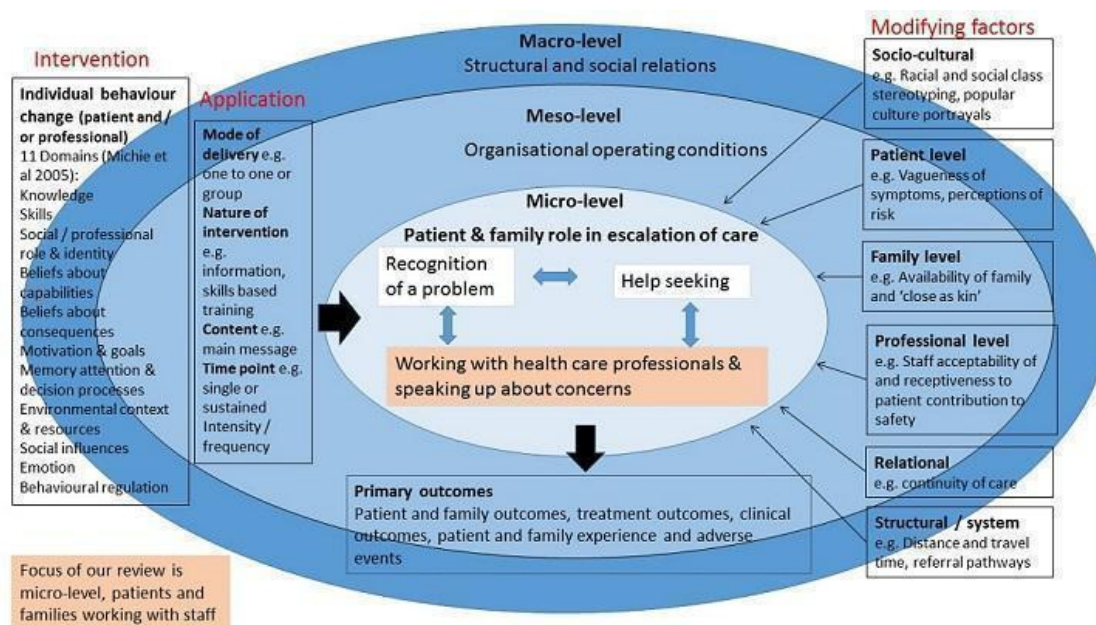 Intervention
Individual behaviour
change (patient and /
or professional)
11 Domains (Michie et
al 2005):
Knowledge
Skills
Social / professional
role & identity
Beliefs about
capabilities
Beliefs about
consequences
Motivation & goals
Memory attention &
decision processes
Environmental context
& resources
Social influences
Emotion
Behavioural regulation
Application
Mode of
delivery e.g.
one to one or
group
Nature of
intervention
e.g.
information,
skills based
training
Content e.g.
main message
Time point e.g.
single or
sustained
Intensity /
frequency
Macro-level
Structural and social relations
Meso-level
Organisational operating conditions
Micro-level
Patient & family role in escalation of care
Recognition
of a problem
Help seeking
Working with health care professionals &
speaking up about concerns
Primary outcomes
Patient and family outcomes, treatment outcomes, clinical
outcomes, patient and family experience and adverse
events
Modifying factors
Socio-cultural
e.g. Racial and social class
stereotyping, popular
culture portrayals
Patient level
e.g. Vagueness of
symptoms, perceptions of
risk
Family level
e.g. Availability of family
and ‘close as kin’
Professional level
e.g. Staff acceptability of
and receptiveness to
patient contribution to
safety
Relational
e.g. continuity of care
Structural / system
e.g. Distance and travel
time, referral pathways
Focus of our review is
micro-level, patients and
families working with staff